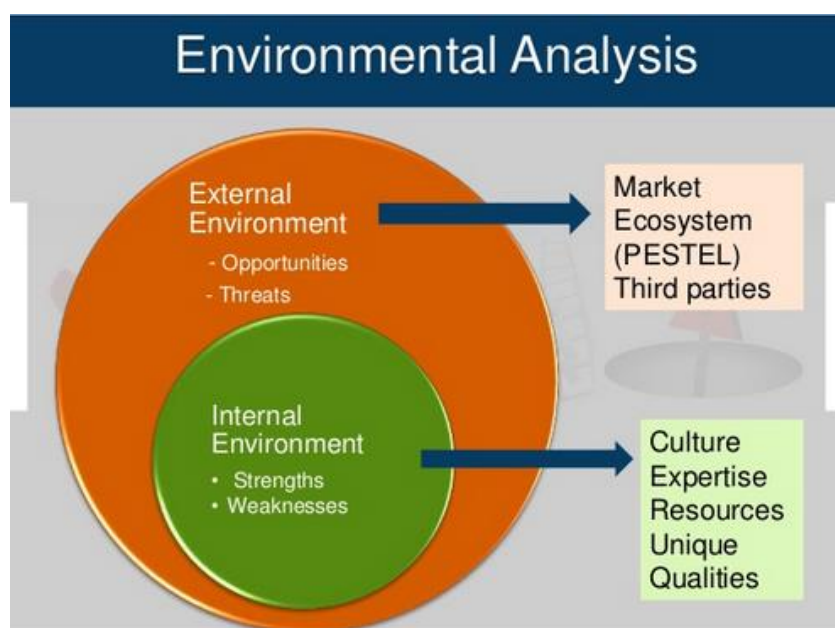 Environmental Analysis
External
Environment
- Opportunities
- Threats
Market
Ecosystem
(PESTEL)
Third parties
Internal
Environment
• Strengths
• Weaknesses
Culture
Expertise
Resources
Unique
Qualities